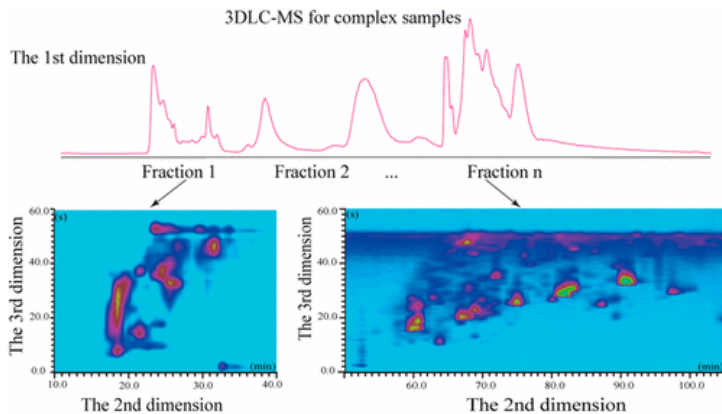 3DLC-MS for complex samples
The 1st dimension
Fraction 1
Fraction 2
...
Fraction n
60.0
(s)
40.0
20.0
0.0
The 3rd dimension
(min)
10.0
20.0
30.0
40.0
The 2nd dimension
60.0
(s)
40.0
20.0
0.0
The 3rd dimension
(min)
60.0
70.0
80.0
90.0
100.0
The 2nd dimension